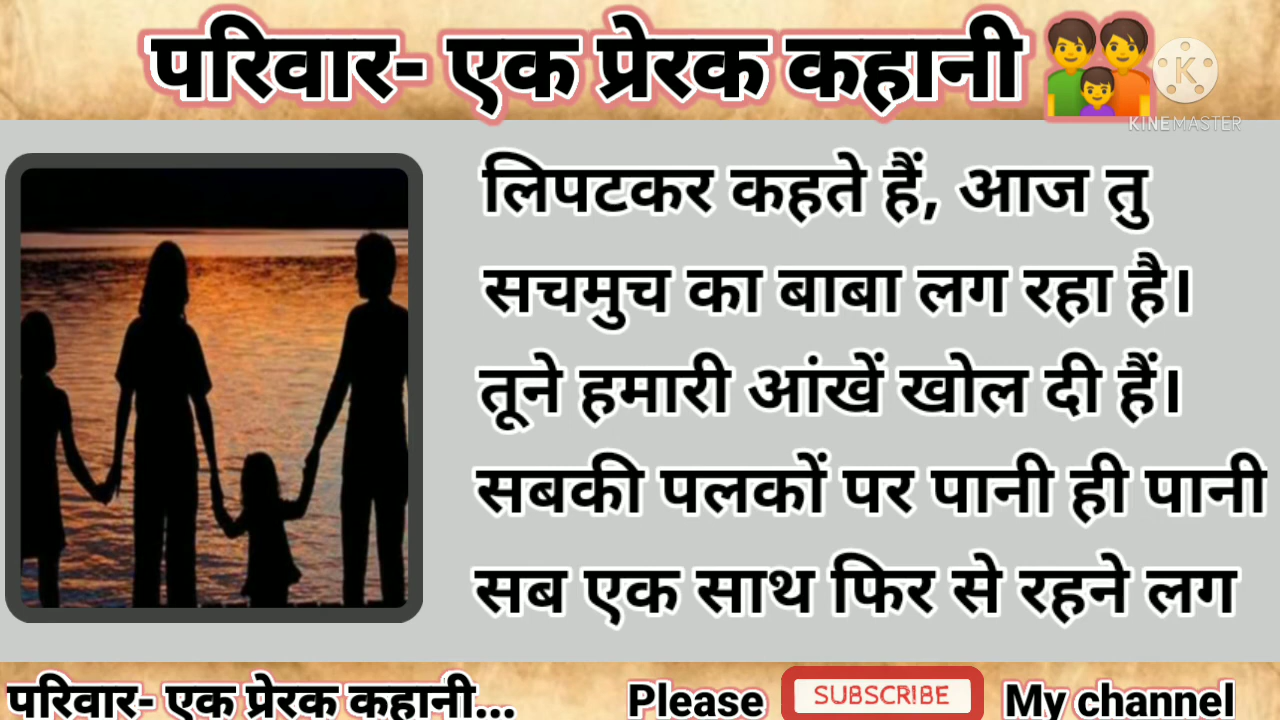 परिवार- एक प्रेरक कहानी
K
KINEMASTER
लिपटकर कहते हैं, आज तु
सचमुच का बाबा लग रहा है।
तूने हमारी आंखें खोल दी हैं।
सबकी पलकों पर पानी ही पानी
सब एक साथ फिर से रहने लग
परिवार- एक प्रेरक कहानी... Please SUBSCRIBE My channel